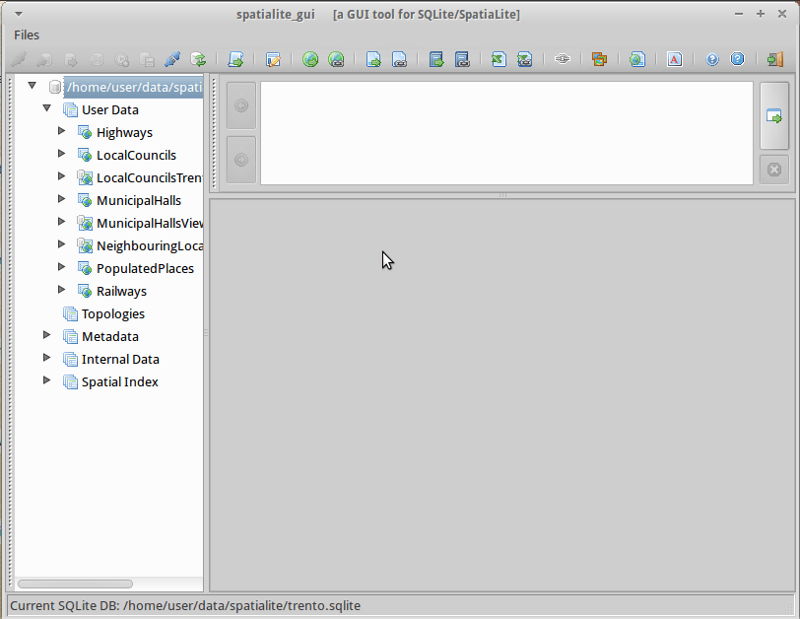 spatialite_gui [a GUI tool for SQLite/SpatiaLite]
Files
/home/user/data/spati
User Data
Highways
LocalCouncils
LocalCouncilsTren
MunicipalHalls
MunicipalHallsView
NeighbouringLoca
PopulatedPlaces
Railways
Topologies
Metadata
Internal Data
Spatial Index
Current SQLite DB: /home/user/data/spatialite/trento.sqlite